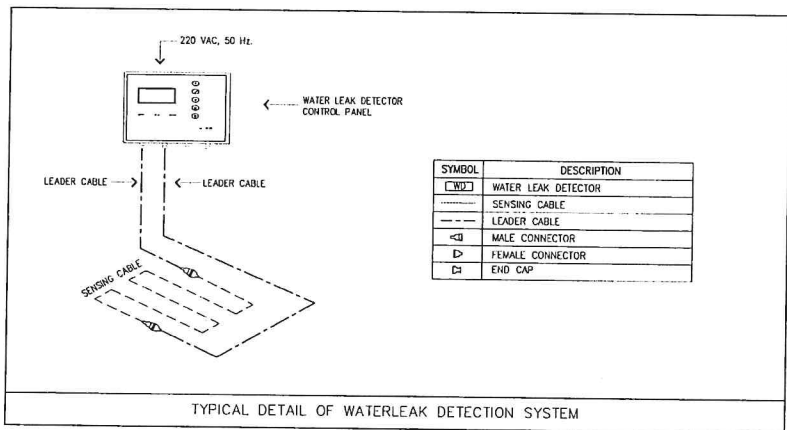 220 VAC, 50 Hz.
WATER LEAK DETECTOR
CONTROL PANEL
LEADER CABLE
LEADER CABLE
SENSING CABLE
SYMBOL DESCRIPTION
WD WATER LEAK DETECTOR
SENSING CABLE
LEADER CABLE
MALE CONNECTOR
FEMALE CONNECTOR
END CAP
TYPICAL DETAIL OF WATERLEAK DETECTION SYSTEM